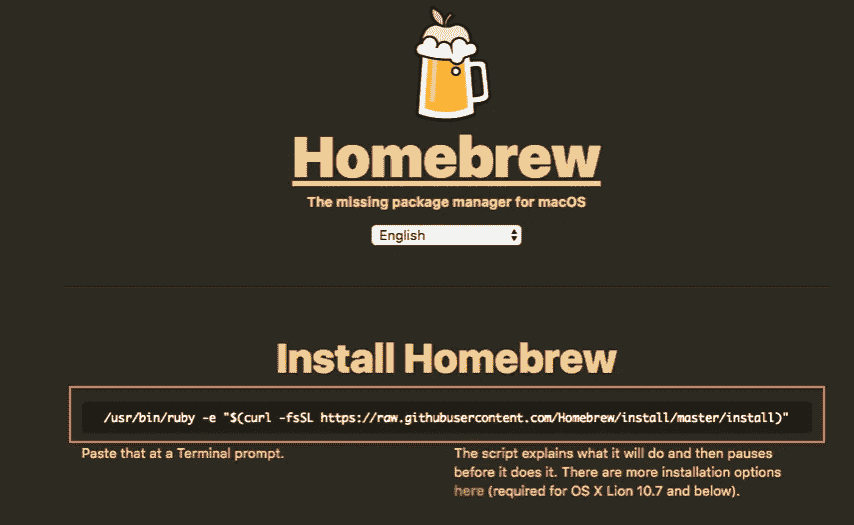 Homebrew
The missing package manager for macOS
English
Install Homebrew
/usr/bin/ruby -e "$(curl -fsSL https://raw.githubusercontent.com/Homebrew/install/master/install)"
Paste that at a Terminal prompt.
The script explains what it will do and then pauses
before it does it. There are more installation options
here (required for OS X Lion 10.7 and below).